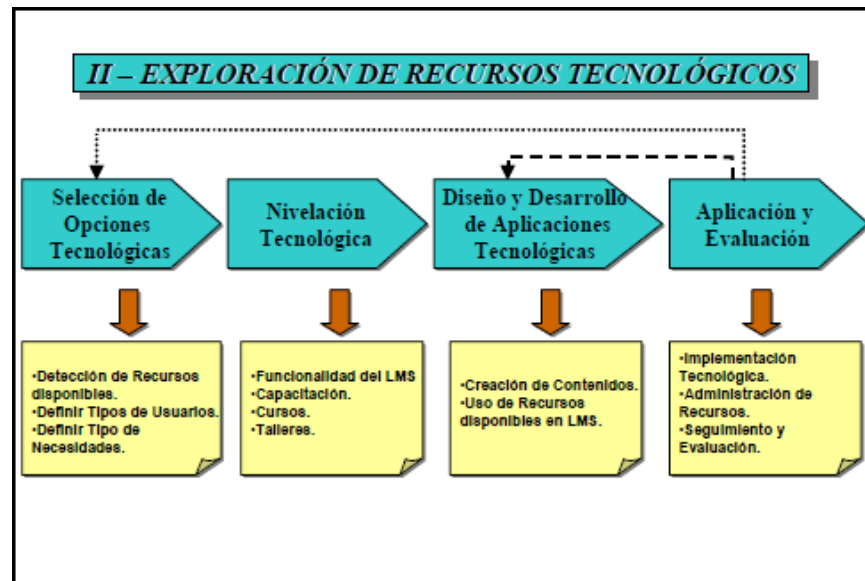 II – EXPLORACIÓN DE RECURSOS TECNOLÓGICOS
Selección de
Opciones
Tecnológicas
Nivelación
Tecnológica
Diseño y Desarrollo
de Aplicaciones
Tecnológicas
Aplicación y
Evaluación
•Detección de Recursos
disponibles.
•Definir Tipos de Usuarios.
•Definir Tipo de
Necesidades.
•Funcionalidad del LMS
•Capacitación.
•Cursos.
•Talleres.
•Creación de Contenidos.
•Uso de Recursos
disponibles en LMS.
•Implementación
Tecnológica.
•Administración de
Recursos.
•Seguimiento y
Evaluación.